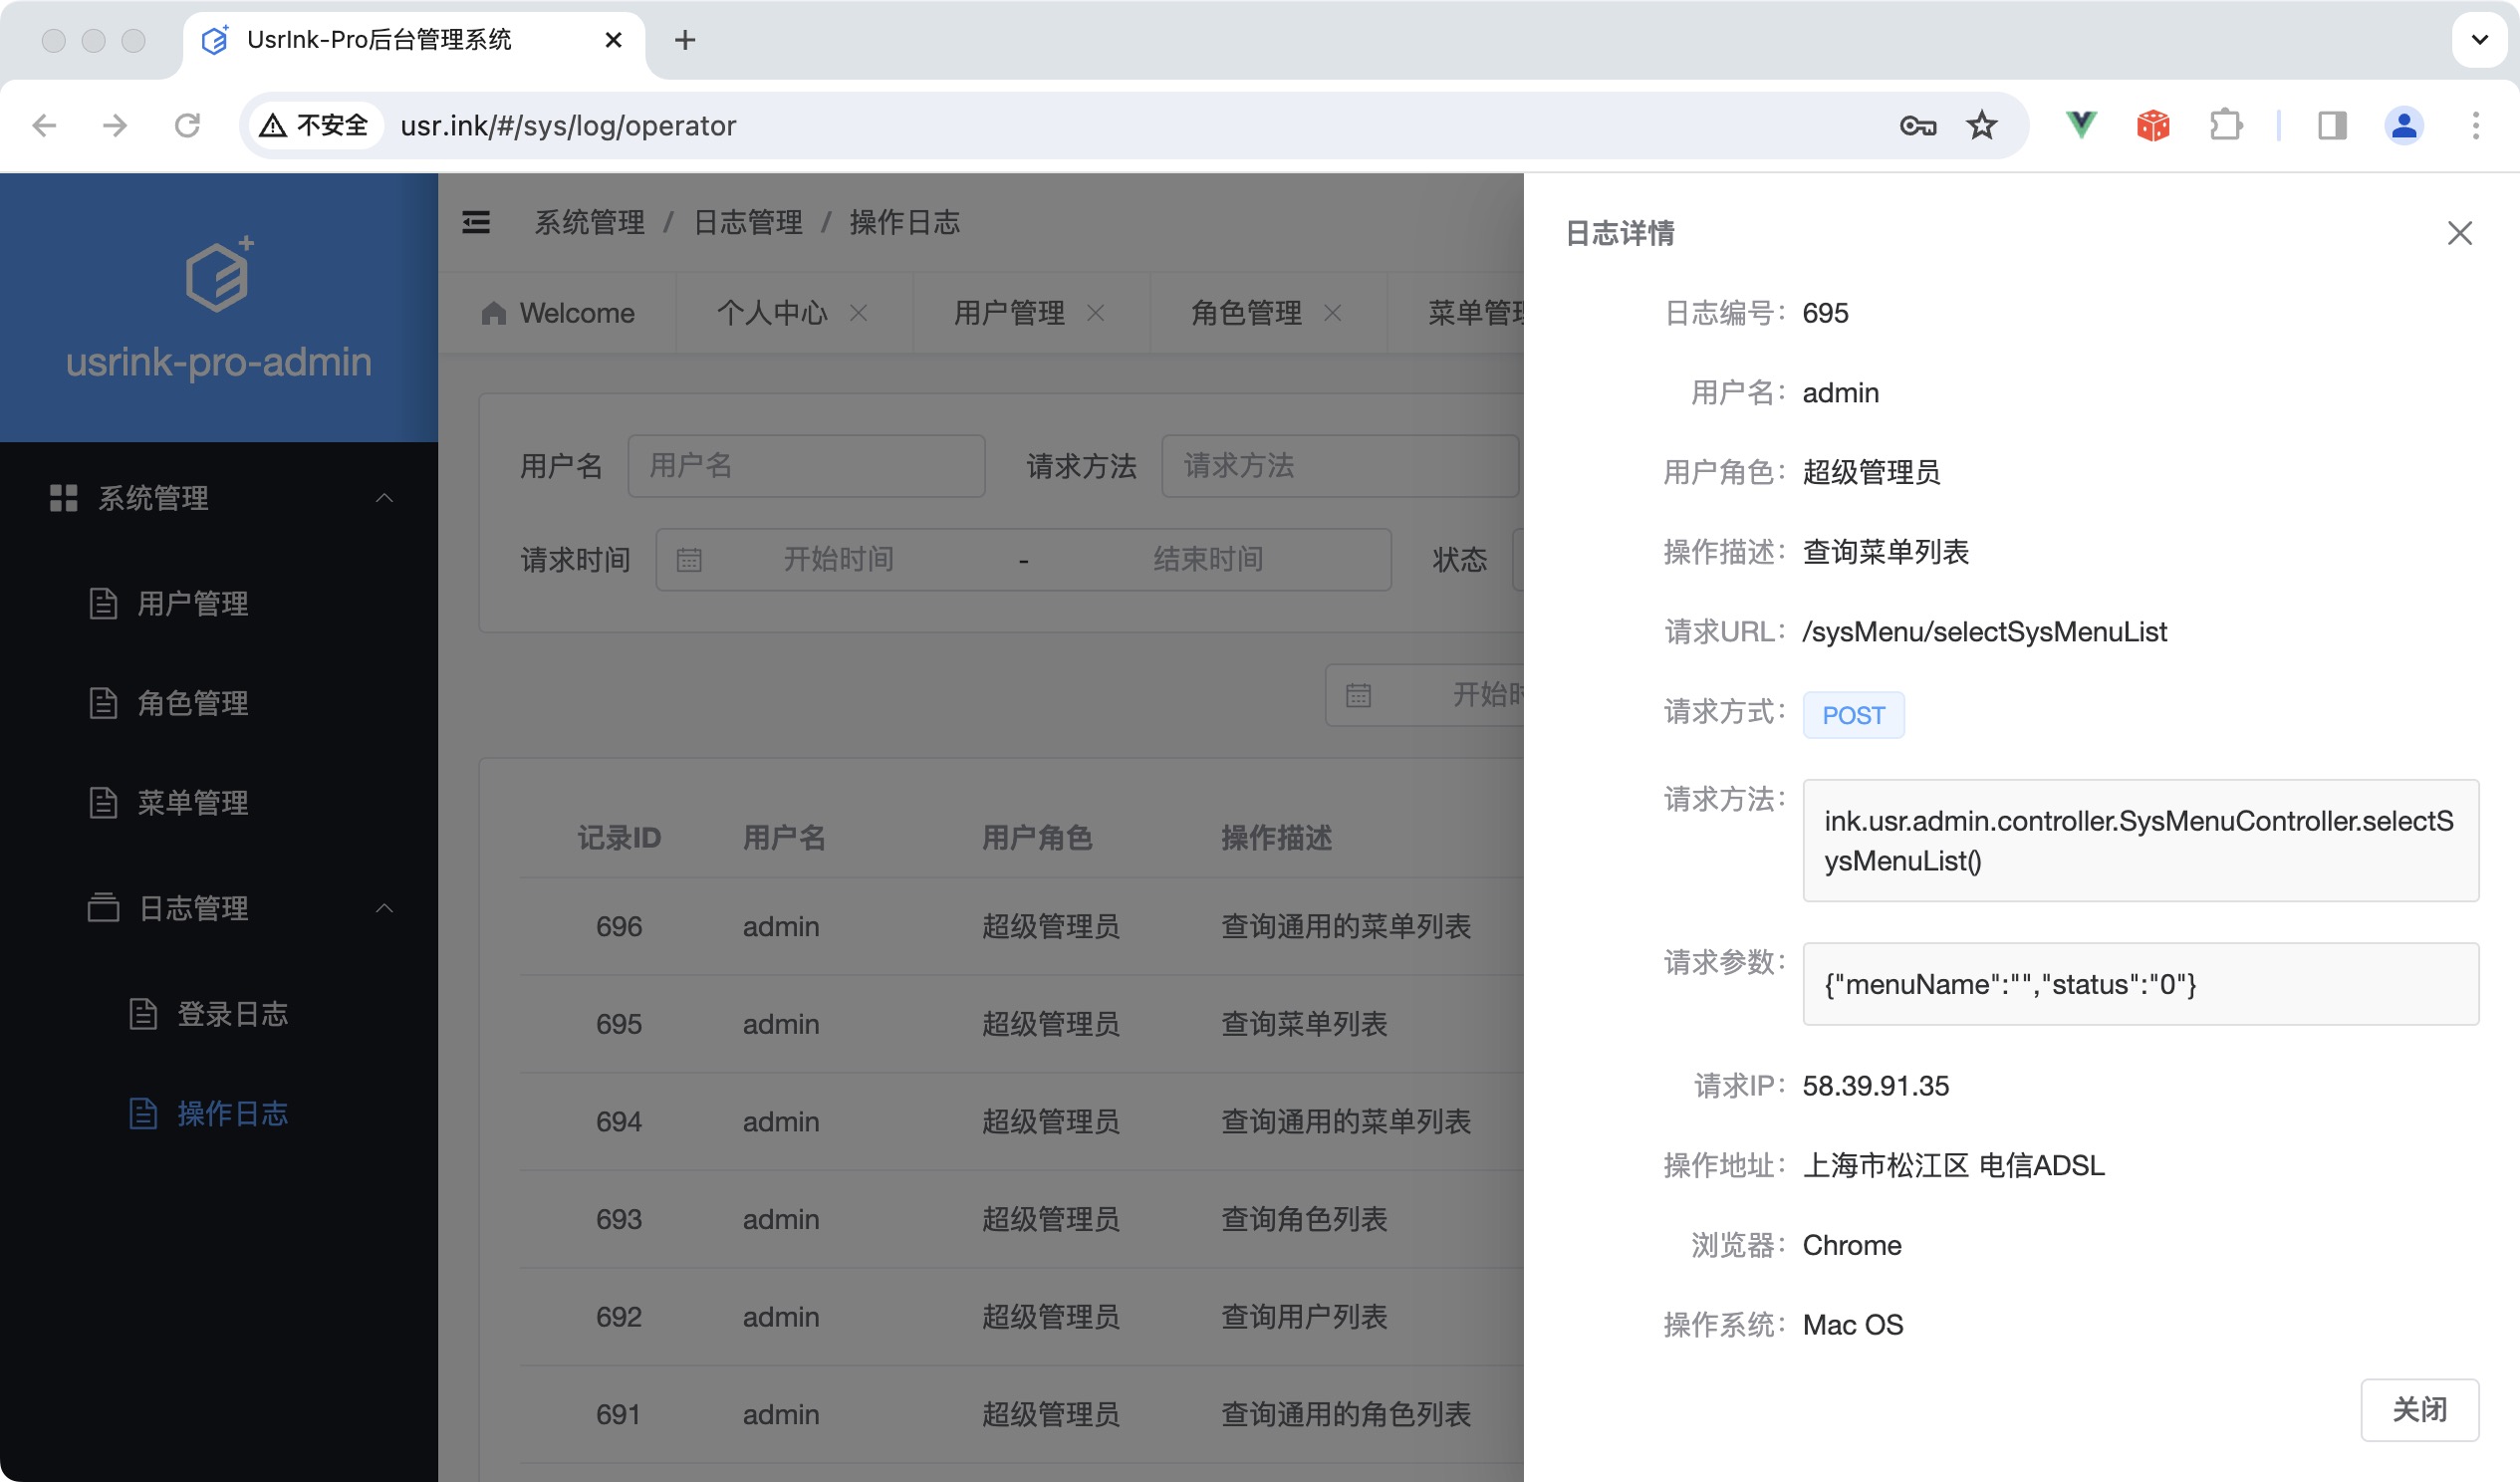 UsrInk-Pro后台管理系统
不安全
usr.ink/#/sys/log/operator
usrink-pro-admin
系统管理
用户管理
角色管理
菜单管理
日志管理
登录日志
操作日志
系统管理 / 日志管理 / 操作日志
Welcome 个人中心 用户管理 角色管理 菜单管理
用户名 用户名 请求方法 请求方法
请求时间 开始时间 - 结束时间 状态
开始时
记录ID 用户名 用户角色 操作描述
696 admin 超级管理员 查询通用的菜单列表
695 admin 超级管理员 查询菜单列表
694 admin 超级管理员 查询通用的菜单列表
693 admin 超级管理员 查询角色列表
692 admin 超级管理员 查询用户列表
691 admin 超级管理员 查询通用的角色列表
日志详情
日志编号： 695
用户名： admin
用户角色： 超级管理员
操作描述： 查询菜单列表
请求URL： /sysMenu/selectSysMenuList
请求方式： POST
请求方法： ink.usr.admin.controller.SysMenuController.selectS
ysMenuList()
请求参数： {"menuName":"","status":"0"}
请求IP： 58.39.91.35
操作地址： 上海市松江区 电信ADSL
浏览器： Chrome
操作系统： Mac OS
关闭